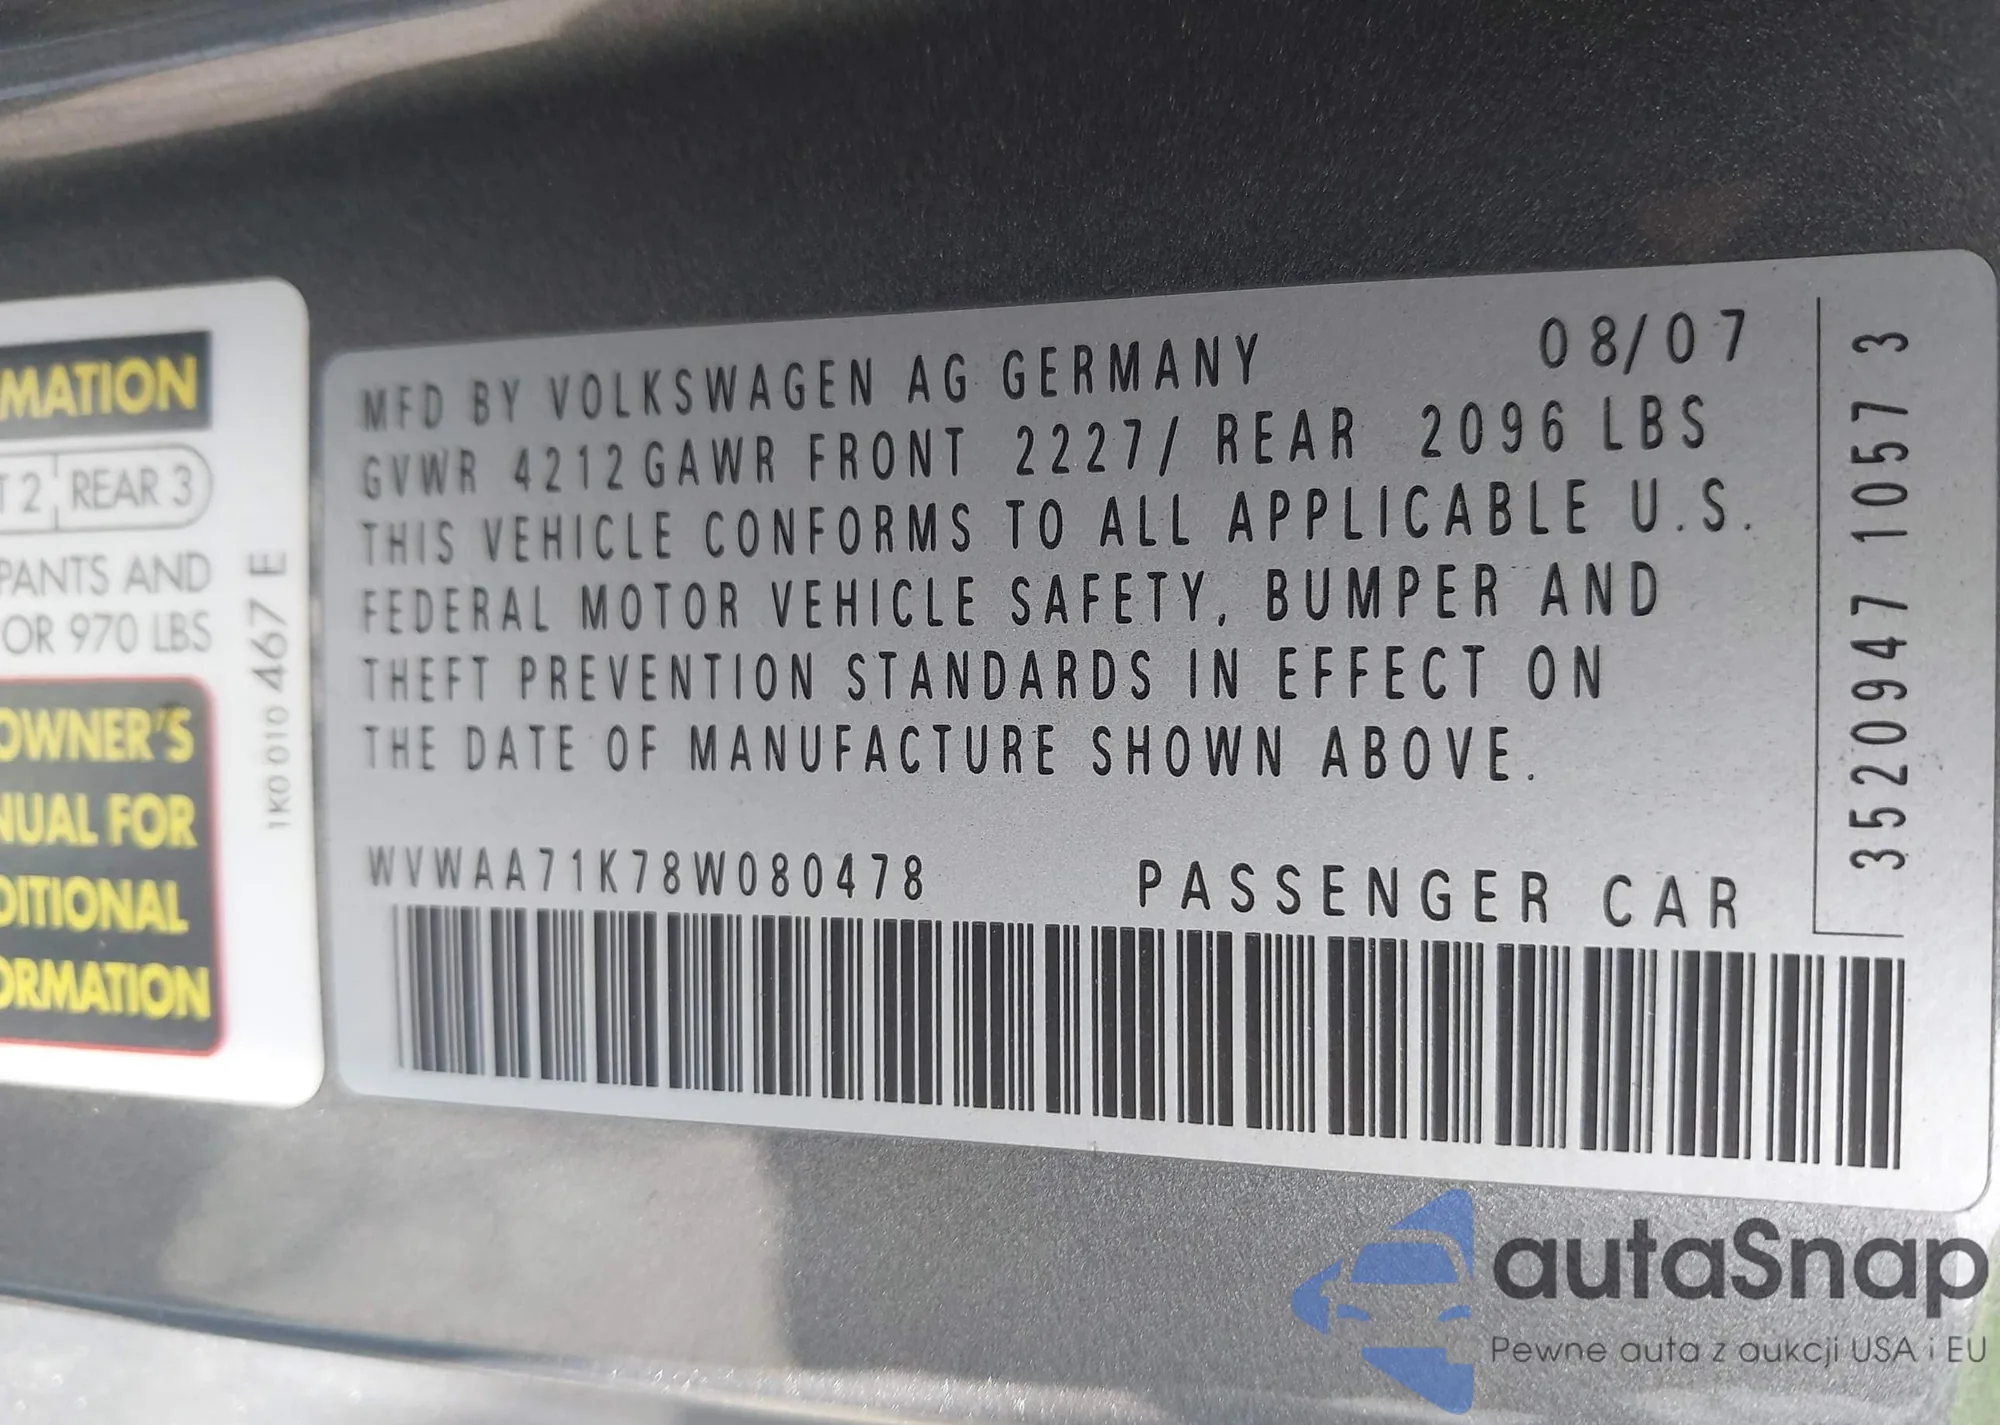 MATION
T 2 REAR 3
PANTS AND
OR 970 LBS
OWNER'S
NUAL FOR
DITIONAL
ORMATION
1K0 010 467 E
MFD BY VOLKSWAGEN AG GERMANY 08/07
GVWR 4212 GAWR FRONT 2227/ REAR 2096 LBS
THIS VEHICLE CONFORMS TO ALL APPLICABLE U.S.
FEDERAL MOTOR VEHICLE SAFETY, BUMPER AND
THEFT PREVENTION STANDARDS IN EFFECT ON
THE DATE OF MANUFACTURE SHOWN ABOVE.
WVWAA71K78W080478 PASSENGER CAR
3520947 1057 3
autaSnap
Pewne auta z aukcji USA i EU